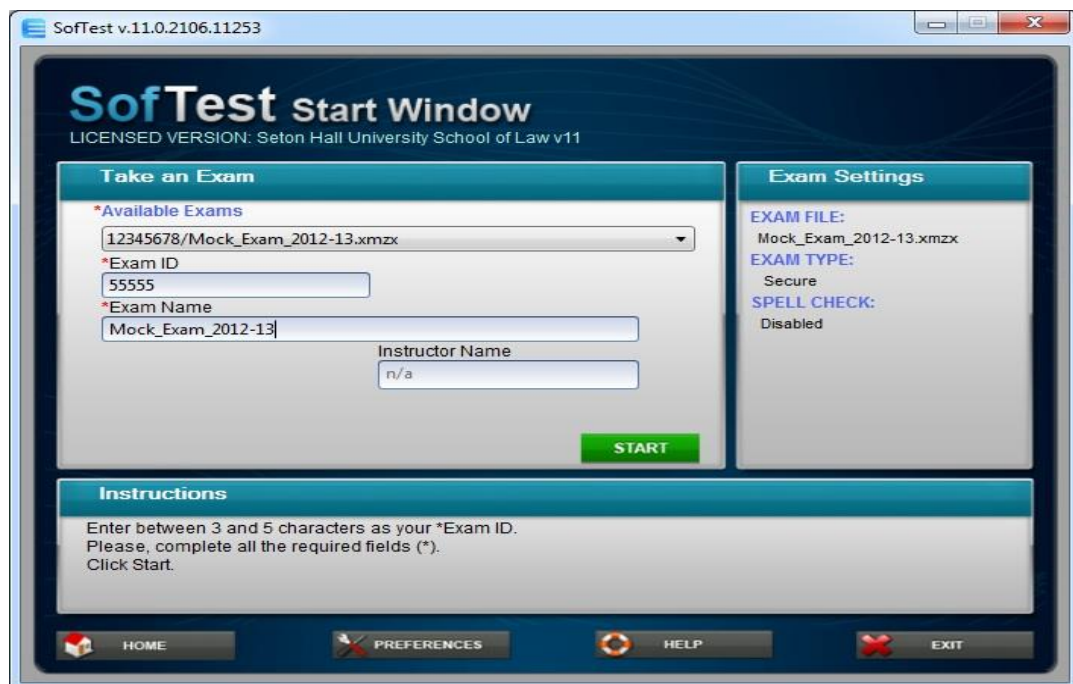 SofTest v.11.0.2106.11253
SofTest Start Window
LICENSED VERSION: Seton Hall University School of Law v11
Take an Exam
*Available Exams
12345678/Mock_Exam_2012-13.xmzx
*Exam ID
55555
*Exam Name
Mock_Exam_2012-13
Instructor Name
n/a
START
Exam Settings
EXAM FILE:
Mock_Exam_2012-13.xmzx
EXAM TYPE:
Secure
SPELL CHECK:
Disabled
Instructions
Enter between 3 and 5 characters as your *Exam ID.
Please, complete all the required fields (*).
Click Start.
HOME
PREFERENCES
HELP
EXIT